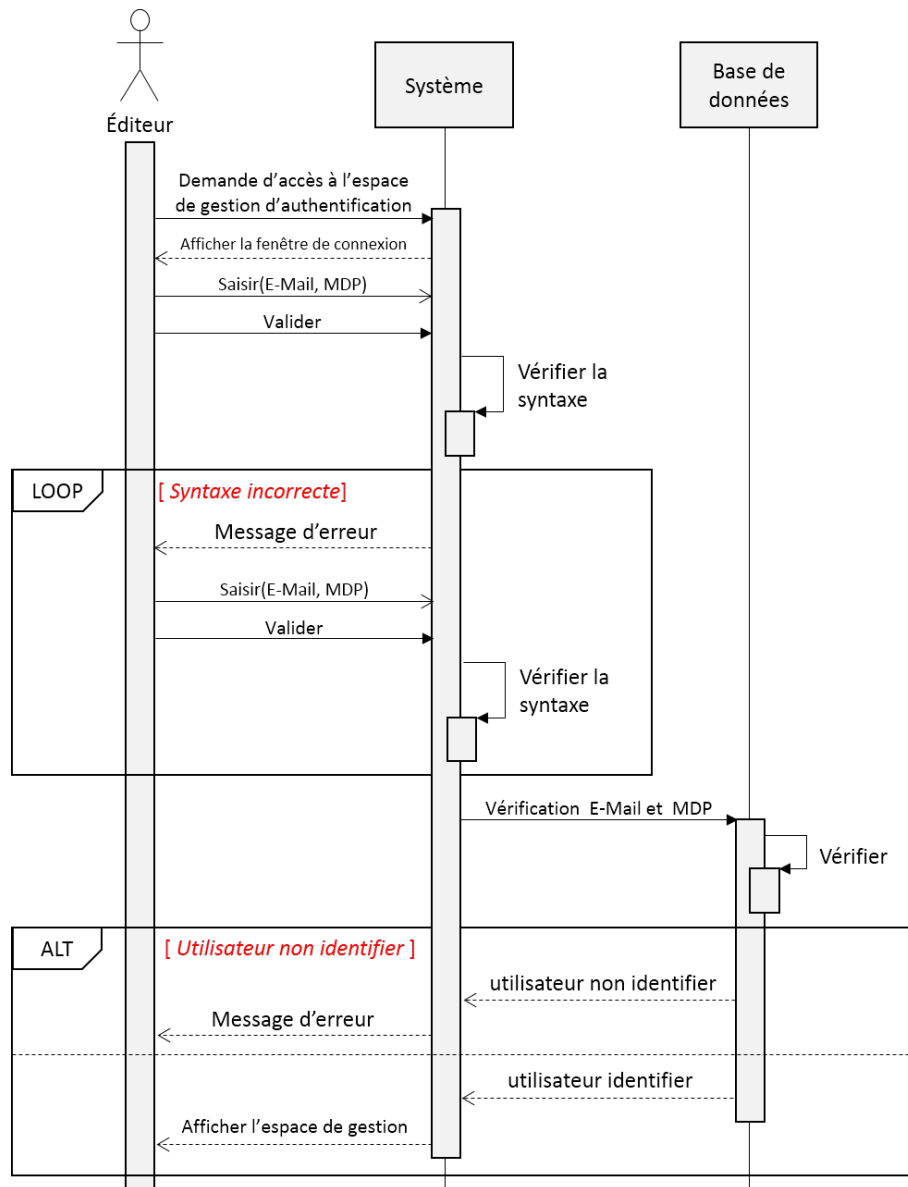 Éditeur
Système
Base de
données
Demande d’accès à l’espace
de gestion d’authentification
Afficher la fenêtre de connexion
Saisir(E-Mail, MDP)
Valider
Vérifier la
syntaxe
LOOP
[ Syntaxe incorrecte]
Message d’erreur
Saisir(E-Mail, MDP)
Valider
Vérifier la
syntaxe
Vérification E-Mail et MDP
Vérifier
ALT
[ Utilisateur non identifier ]
utilisateur non identifier
Message d’erreur
utilisateur identifier
Afficher l’espace de gestion